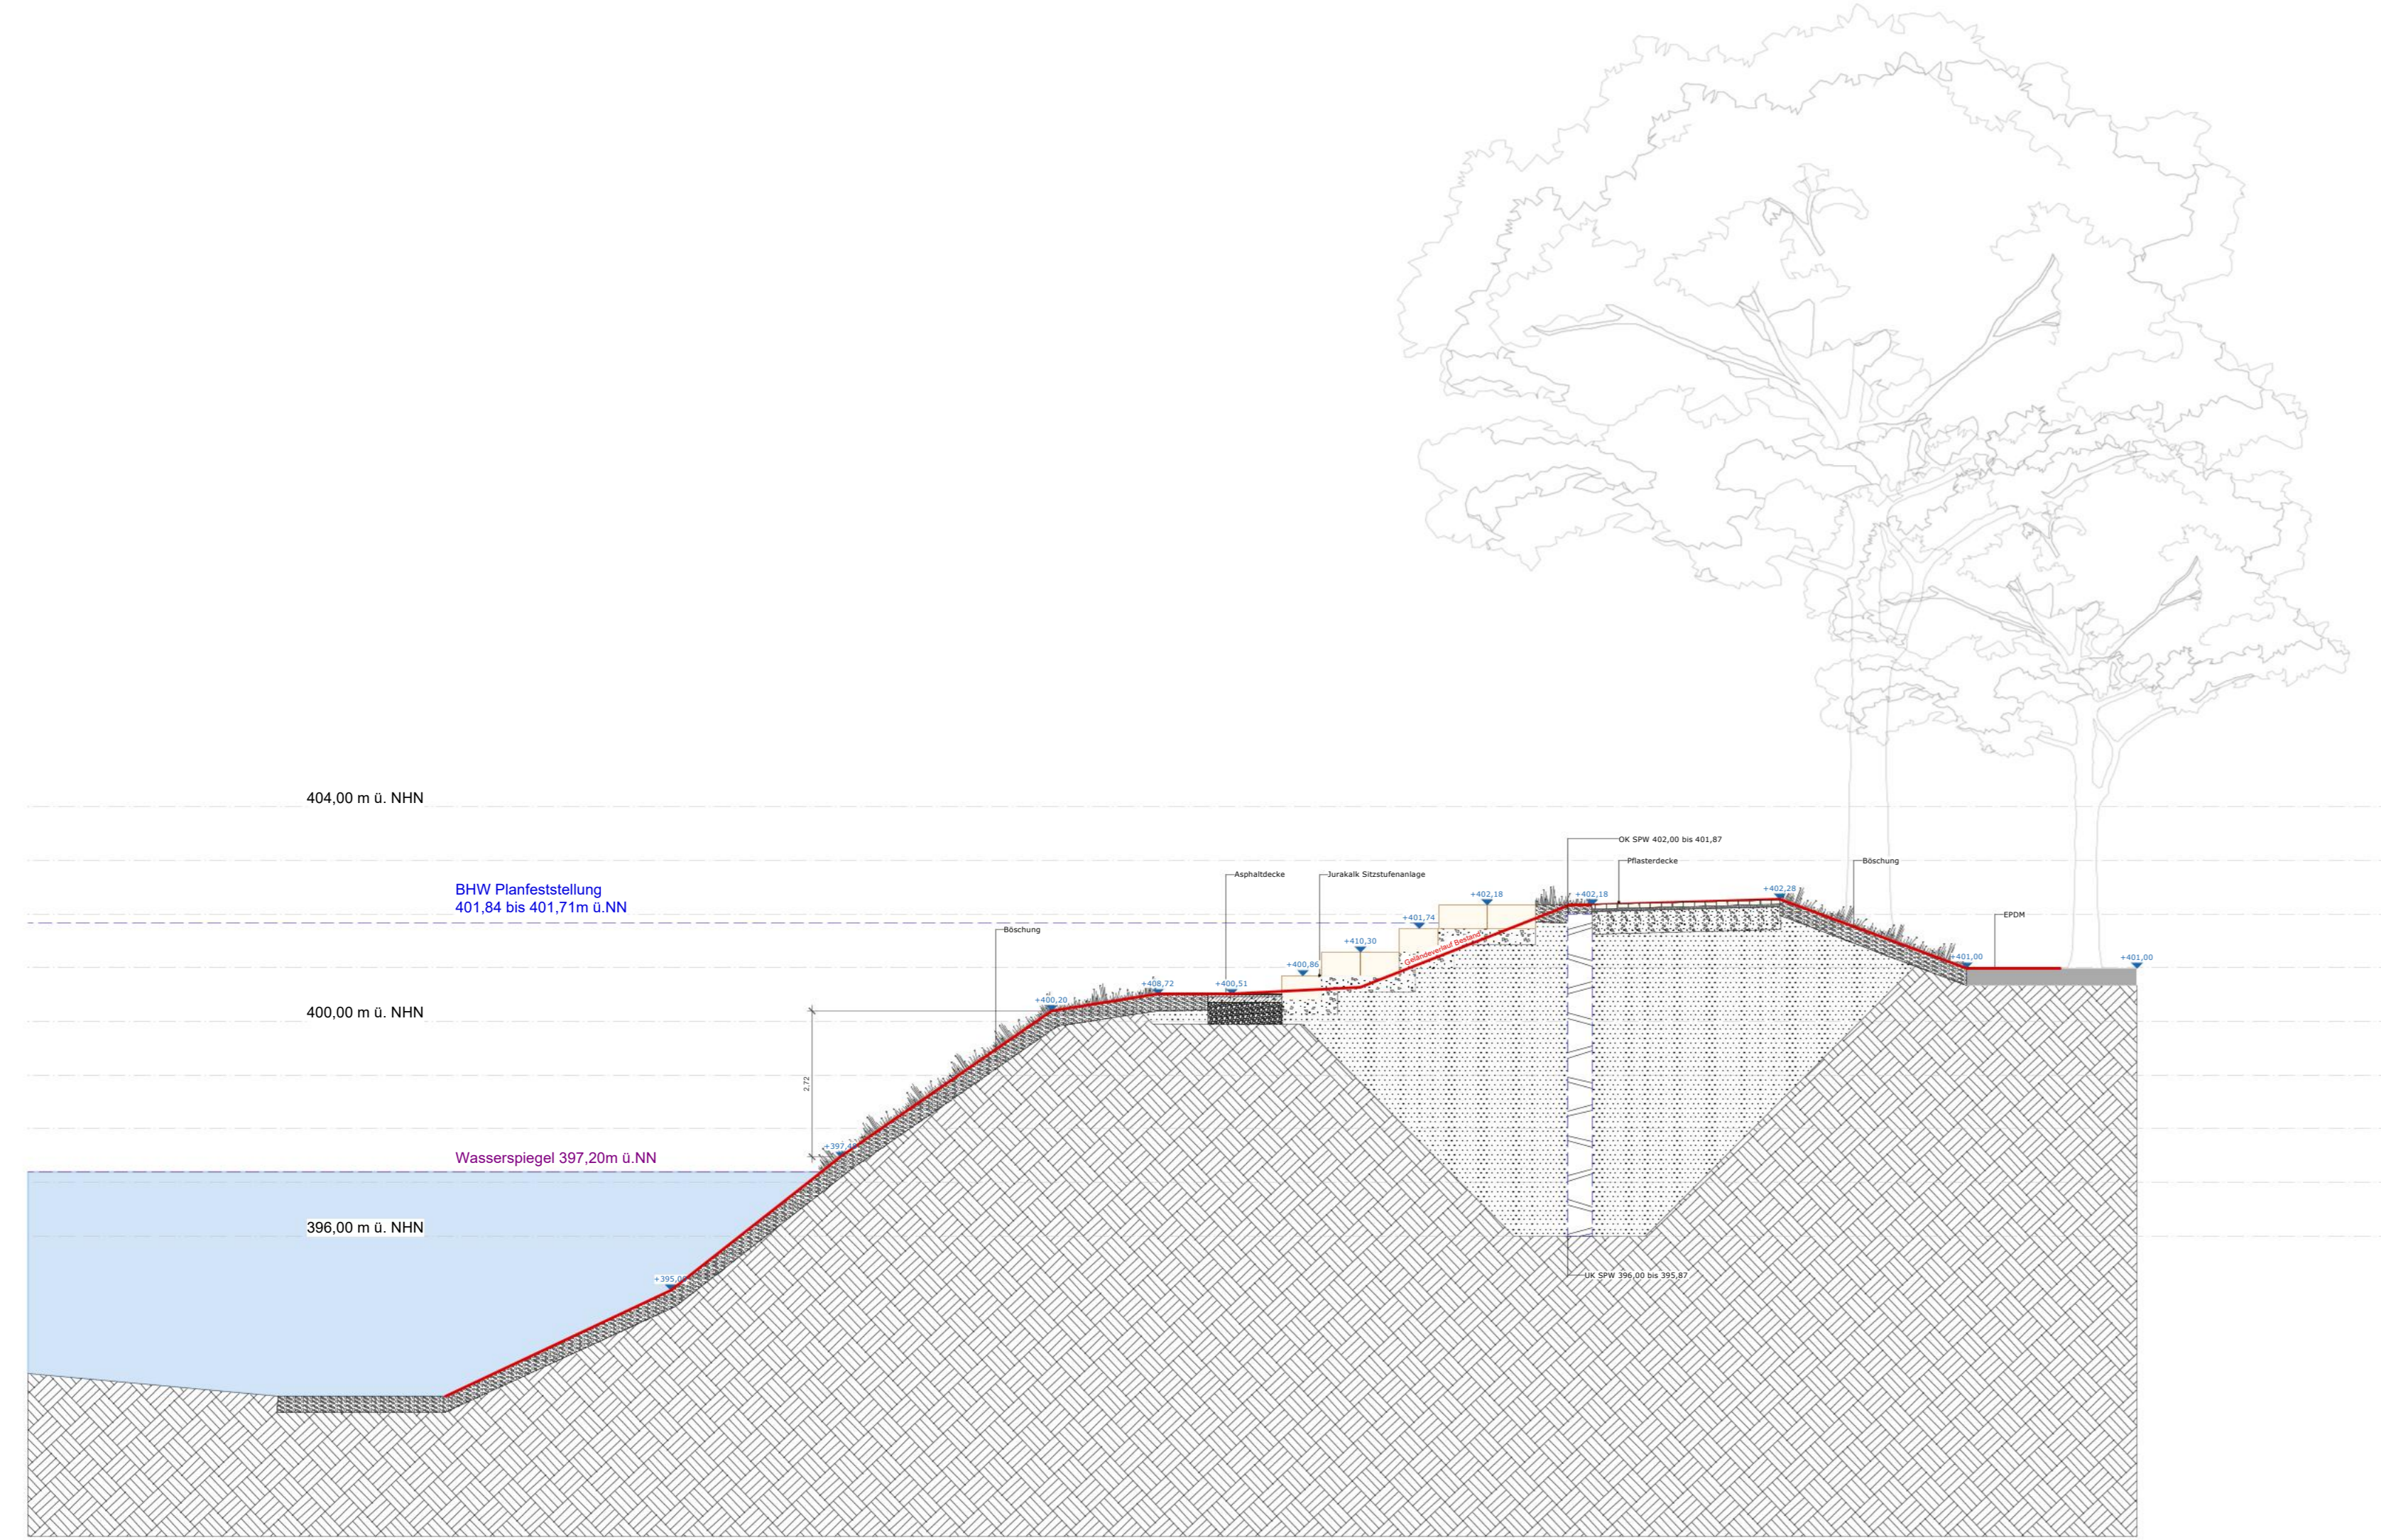 404,00 m ü. NHN
OK SPW 402,00 bis 401,87
Pflasterdecke
Böschung
Asphaltdecke
Jurakalk Sitzstufenanlage
BHW Planfeststellung
401,84 bis 401,71m ü.NN
+402,18
+402,18
+402,28
EPDM
+401,74
Böschung
+410,30
Geländeverlauf Bestand
+400,86
+401,00
+401,00
+408,72
+400,51
+400,20
400,00 m ü. NHN
2.72
Wasserspiegel 397,20m ü.NN
396,00 m ü. NHN
UK SPW 396,00 bis 395,87